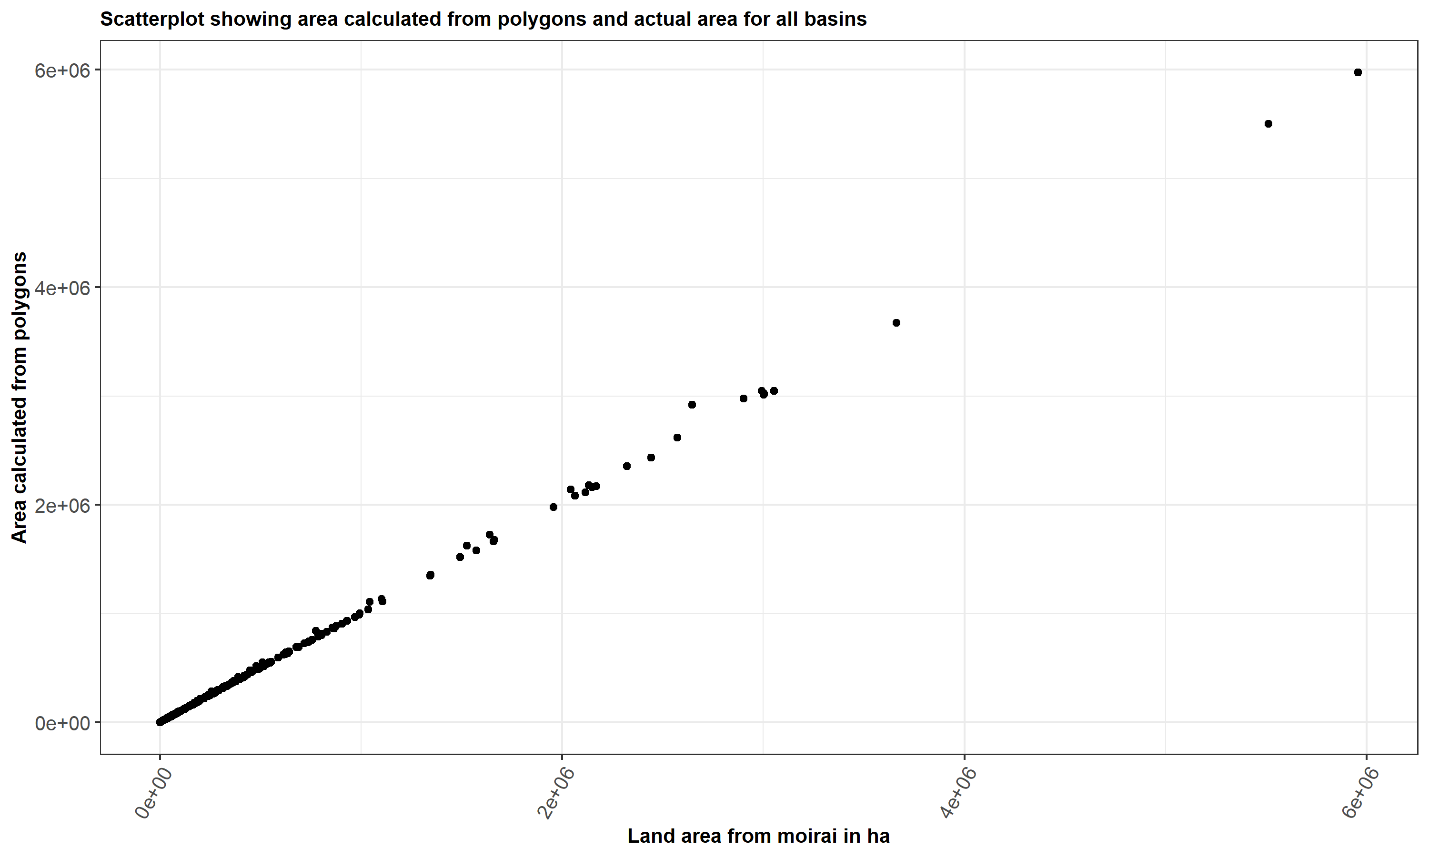 Scatterplot showing area calculated from polygons and actual area for all basins
Area calculated from polygons
6e+06
4e+06
2e+06
0e+00
0e+00
2e+06
4e+06
6e+06
Land area from moirai in ha